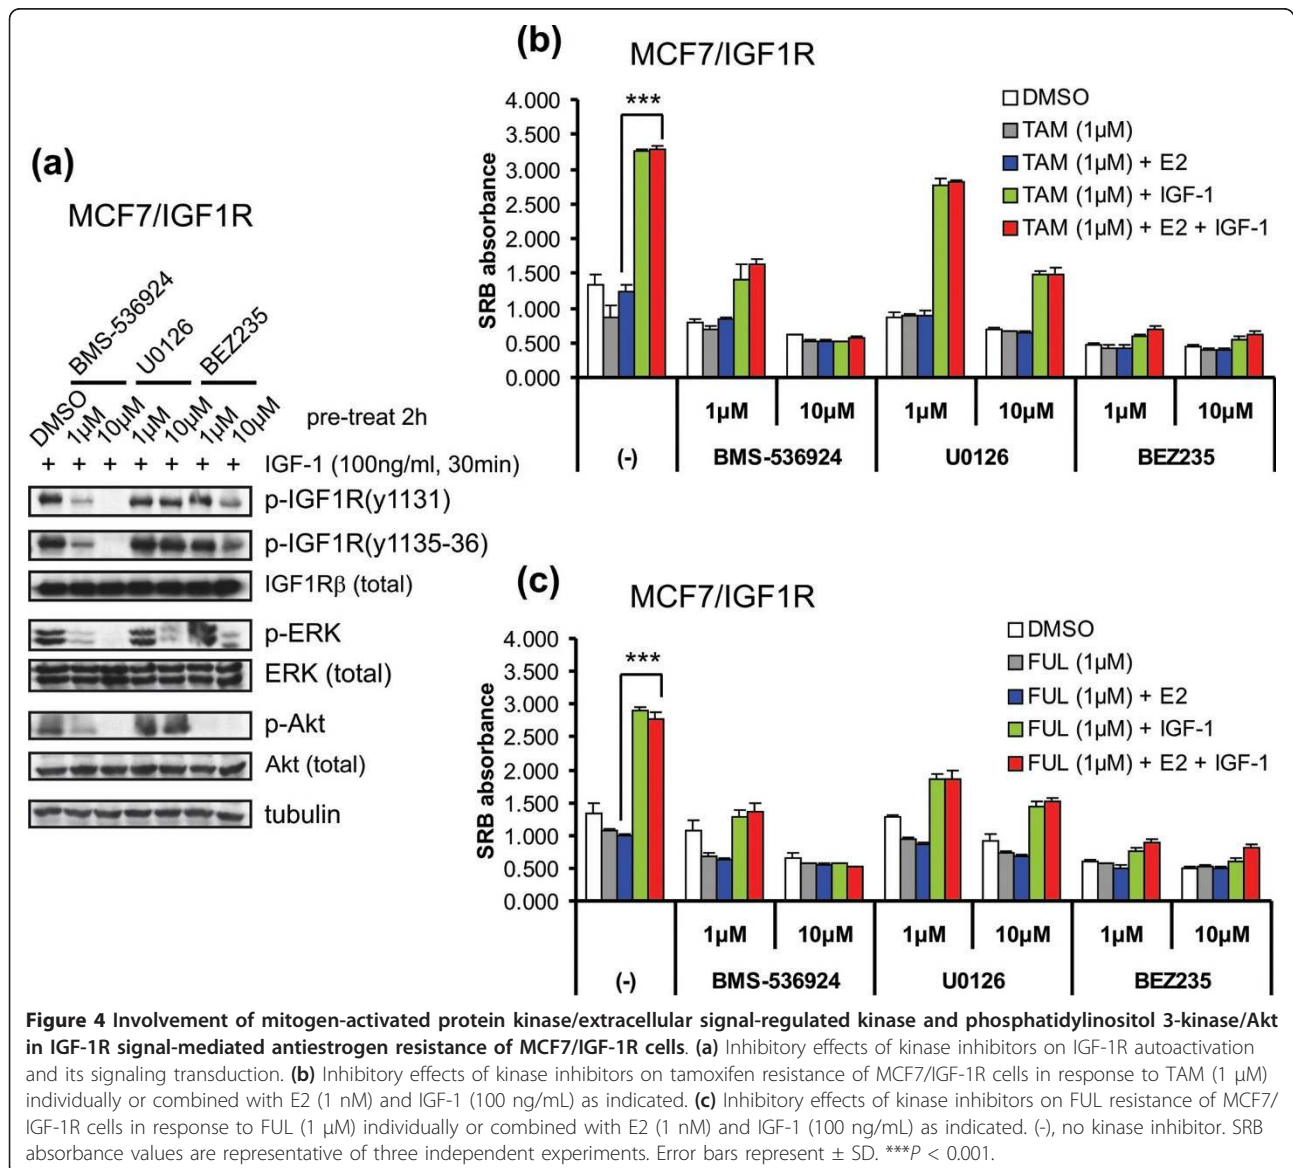 (a)
MCF7/IGF1R
BMS-536924
U0126
BEZ235
DMSO
1µM
10µM
1µM
10µM
1µM
10µM
pre-treat 2h
+ + + + + + + IGF-1 (100ng/ml, 30min)
p-IGF1R(y1131)
p-IGF1R(y1135-36)
IGF1Rβ (total)
p-ERK
ERK (total)
p-Akt
Akt (total)
tubulin
(b)
MCF7/IGF1R
SRB absorbance
4.000
3.500
3.000
2.500
2.000
1.500
1.000
0.500
0.000
***
DMSO
TAM (1µM)
TAM (1µM) + E2
TAM (1µM) + IGF-1
TAM (1µM) + E2 + IGF-1
1µM 10µM 1µM 10µM 1µM 10µM
(-) BMS-536924 U0126 BEZ235
(c)
MCF7/IGF1R
SRB absorbance
4.000
3.500
3.000
2.500
2.000
1.500
1.000
0.500
0.000
***
DMSO
FUL (1µM)
FUL (1µM) + E2
FUL (1µM) + IGF-1
FUL (1µM) + E2 + IGF-1
1µM 10µM 1µM 10µM 1µM 10µM
(-) BMS-536924 U0126 BEZ235
Figure 4 Involvement of mitogen-activated protein kinase/extracellular signal-regulated kinase and phosphatidylinositol 3-kinase/Akt
in IGF-1R signal-mediated antiestrogen resistance of MCF7/IGF-1R cells. (a) Inhibitory effects of kinase inhibitors on IGF-1R autoactivation
and its signaling transduction. (b) Inhibitory effects of kinase inhibitors on tamoxifen resistance of MCF7/IGF-1R cells in response to TAM (1 µM)
individually or combined with E2 (1 nM) and IGF-1 (100 ng/mL) as indicated. (c) Inhibitory effects of kinase inhibitors on FUL resistance of MCF7/
IGF-1R cells in response to FUL (1 µM) individually or combined with E2 (1 nM) and IGF-1 (100 ng/mL) as indicated. (-), no kinase inhibitor. SRB
absorbance values are representative of three independent experiments. Error bars represent ± SD. ***P < 0.001.